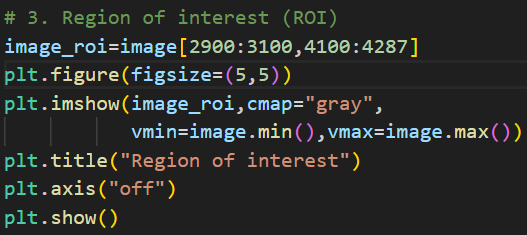 # 3. Region of interest (ROI)
image_roi=image[2900:3100,4100:4287]
plt.figure(figsize=(5,5))
plt.imshow(image_roi,cmap="gray",
           vmin=image.min(),vmax=image.max())
plt.title("Region of interest")
plt.axis("off")
plt.show()